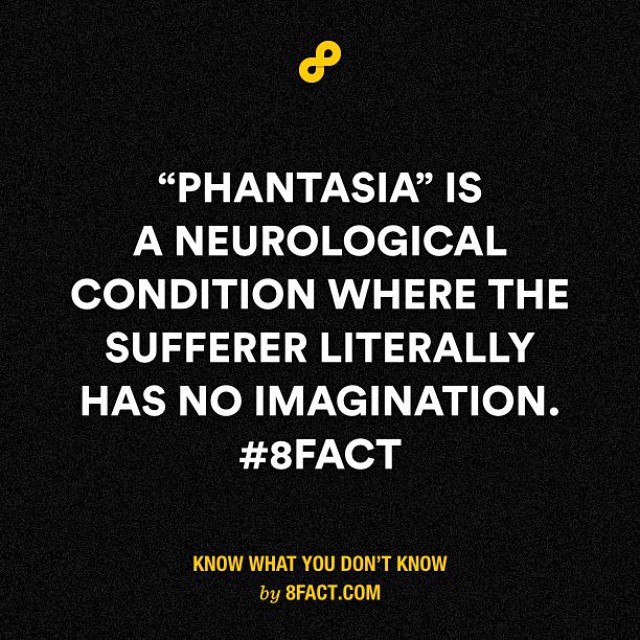 “PHANTASIA” IS
A NEUROLOGICAL
CONDITION WHERE THE
SUFFERER LITERALLY
HAS NO IMAGINATION.
#8FACT
KNOW WHAT YOU DON'T KNOW
by 8FACT.COM